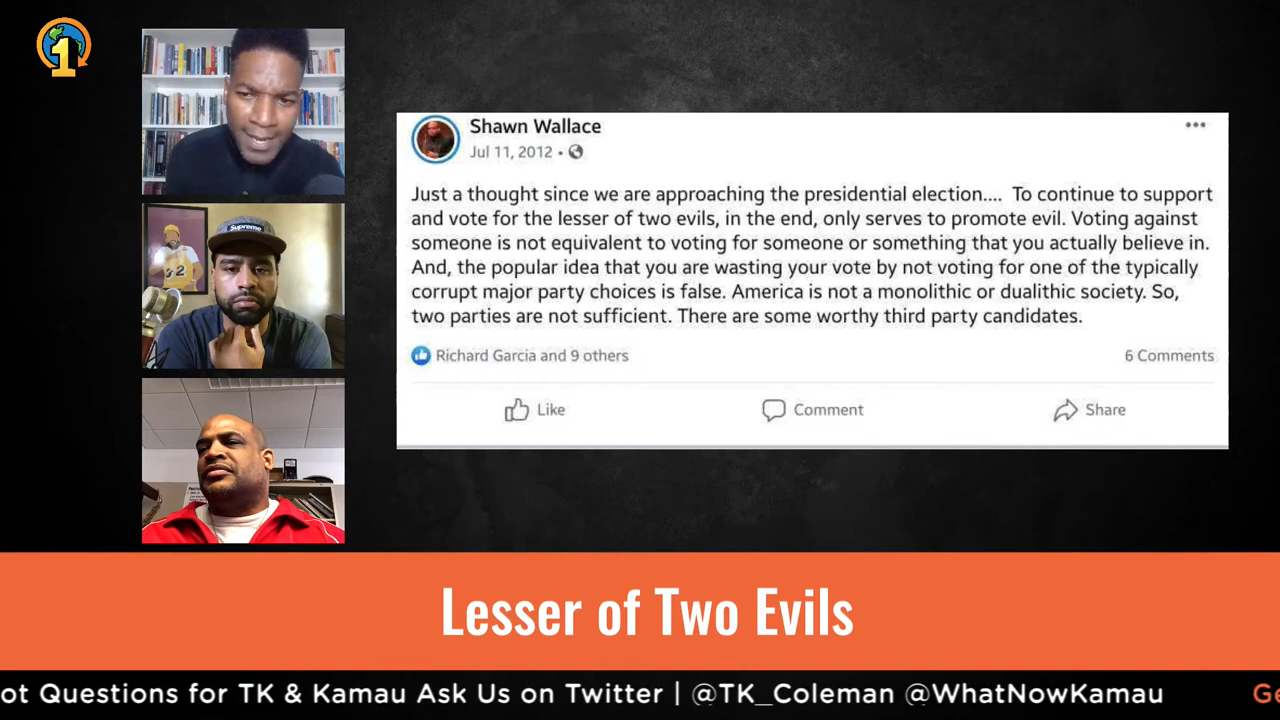 1
Supreme
Shawn Wallace
Jul 11, 2012 •
Just a thought since we are approaching the presidential election.... To continue to support
and vote for the lesser of two evils, in the end, only serves to promote evil. Voting against
someone is not equivalent to voting for someone or something that you actually believe in.
And, the popular idea that you are wasting your vote by not voting for one of the typically
corrupt major party choices is false. America is not a monolithic or dualithic society. So,
two parties are not sufficient. There are some worthy third party candidates.
Richard Garcia and 9 others
6 Comments
Like
Comment
Share
Lesser of Two Evils
ot Questions for TK & Kamau Ask Us on Twitter | @TK_Coleman @WhatNowKamau
Ge